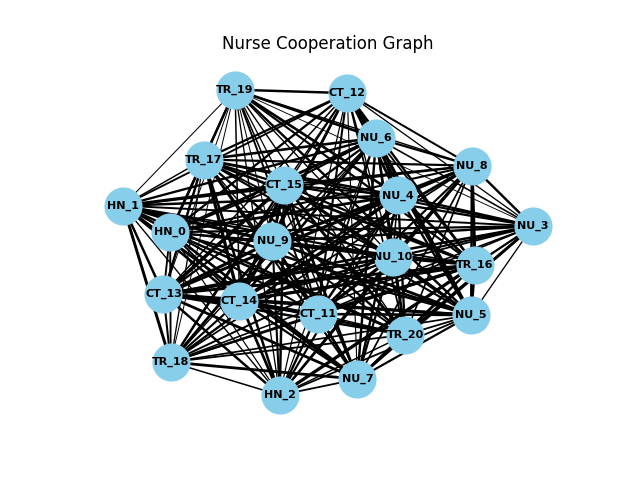 Nurse Cooperation Graph
TR_19
CT_12
NU_6
TR_17
NU_8
CT_15
NU_4
HN_1
NU_3
HN_0
NU_9
NU_10
TR_16
CT_13
CT_14
CT_11
NU_5
TR_20
TR_18
NU_7
HN_2